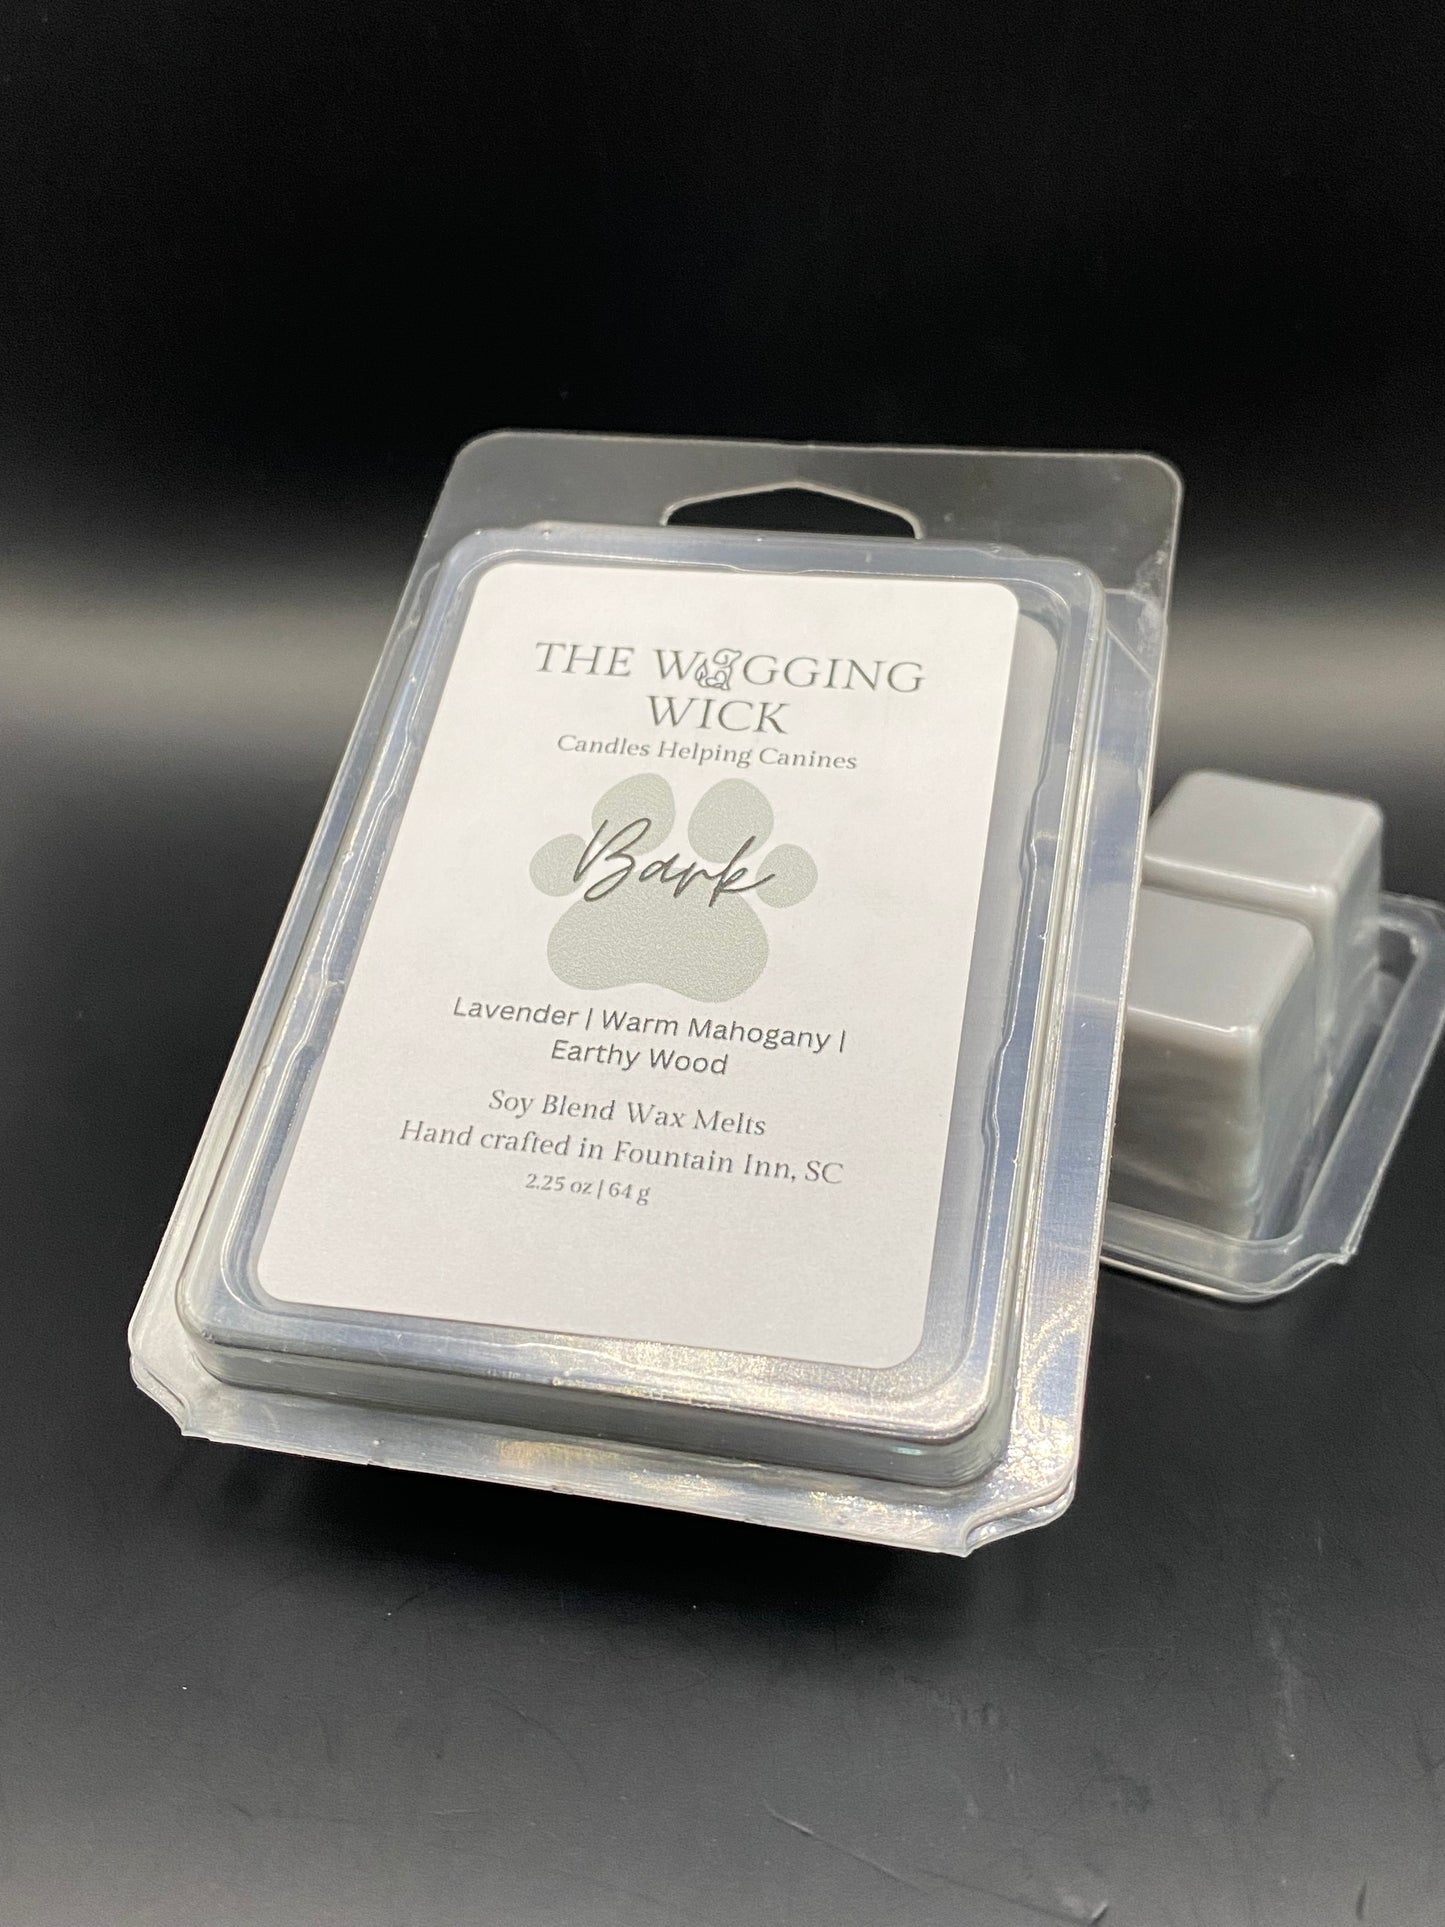 THE WAGGING
WICK
Candles Helping Canines
Bark
Lavender | Warm Mahogany |
Earthy Wood
Soy Blend Wax Melts
Hand crafted in Fountain Inn, SC
2.25 oz | 64 g